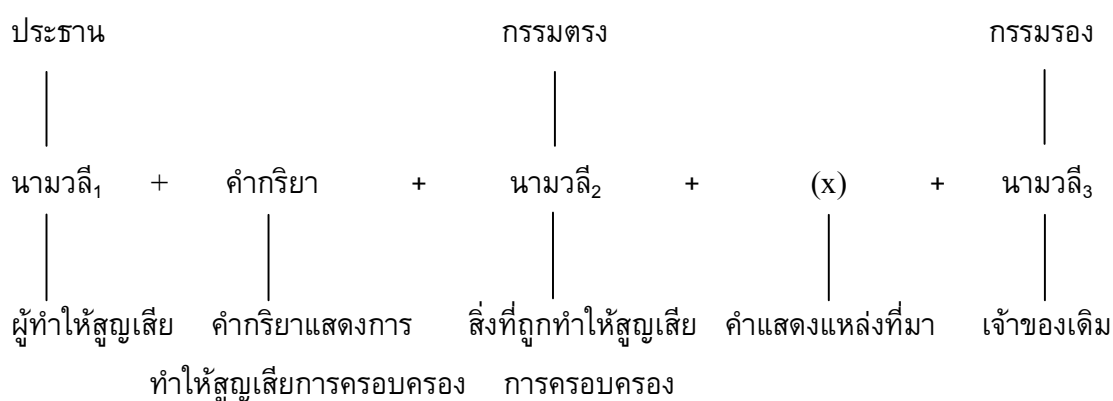 ประธาน กรรมตรง กรรมรอง
นามวลี₁ + คำกริยา + นามวลี₂ + (x) + นามวลี₃
ผู้ทำให้สูญเสีย คำกริยาแสดงการ สิ่งที่ถูกทำให้สูญเสีย คำแสดงแหล่งที่มา เจ้าของเดิม
ทำให้สูญเสียการครอบครอง การครอบครอง